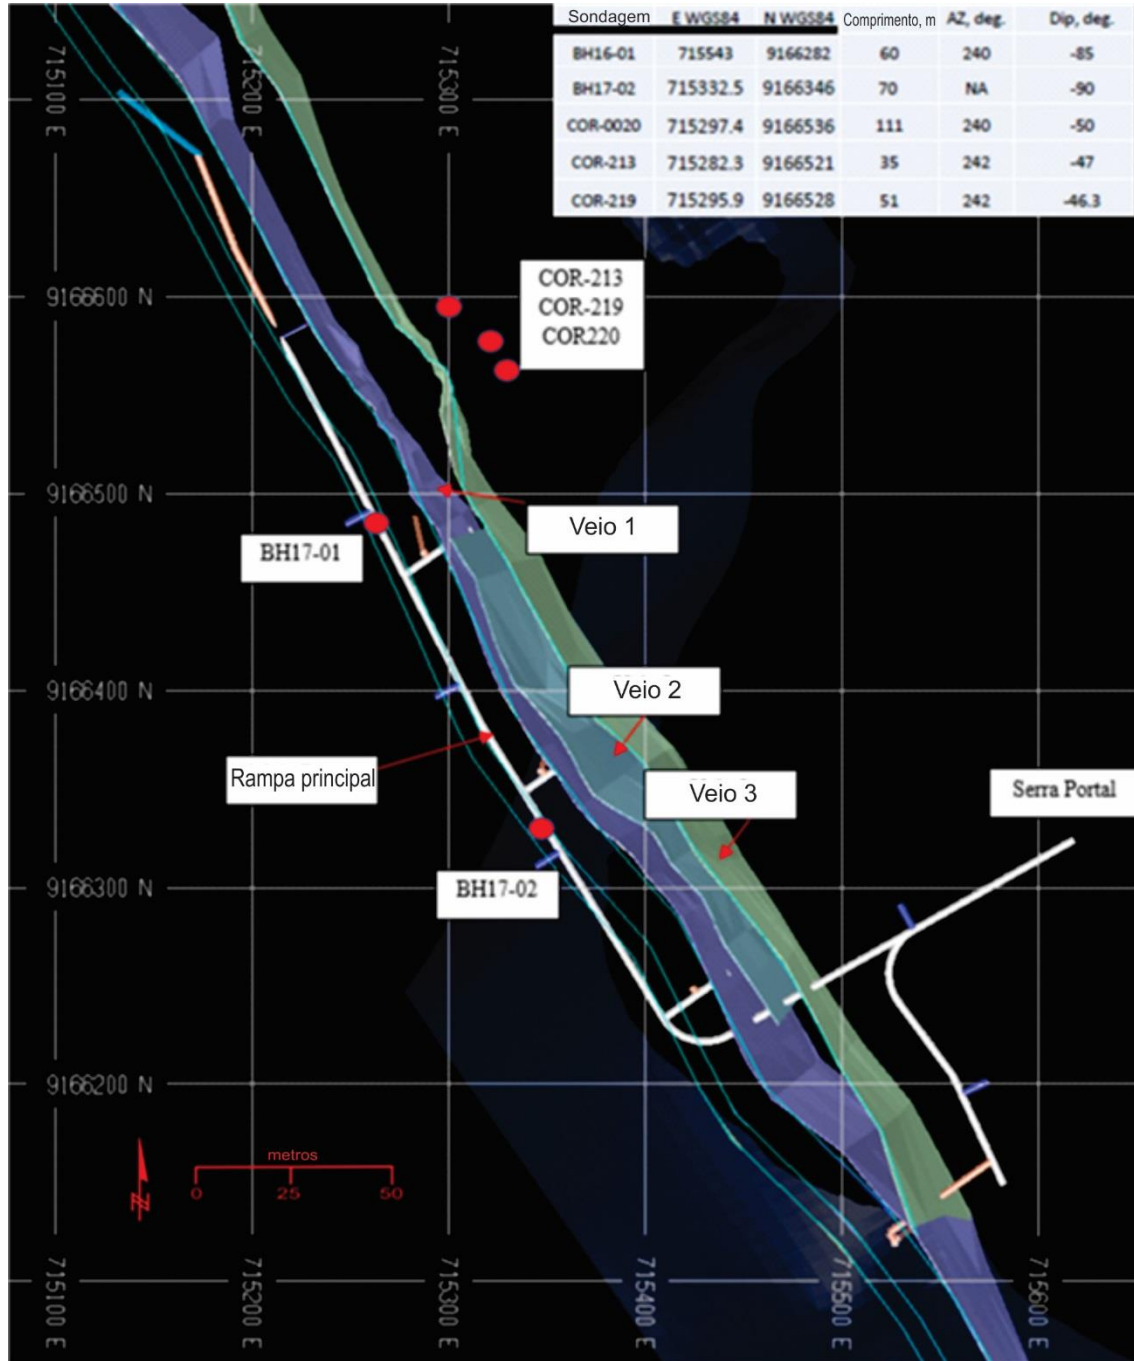 Sondagem E WGS84 N WGS84 Comprimento, m AZ, deg. Dip, deg.
BH16-01 715543 9166282 60 240 -85
BH17-02 715332.5 9166346 70 NA -90
COR-0020 715297.4 9166536 111 240 -50
COR-213 715282.3 9166521 35 242 -47
COR-219 715295.9 9166528 51 242 -46.3
715100 E
715200 E
715300 E
COR-213
COR-219
COR220
9166600 N
9166500 N
Veio 1
BH17-01
9166400 N
Veio 2
Rampa principal
Veio 3
Serra Portal
9166300 N
BH17-02
9166200 N
metros
0 25 50
N
715100 E
715200 E
715300 E
715400 E
715500 E
715600 E